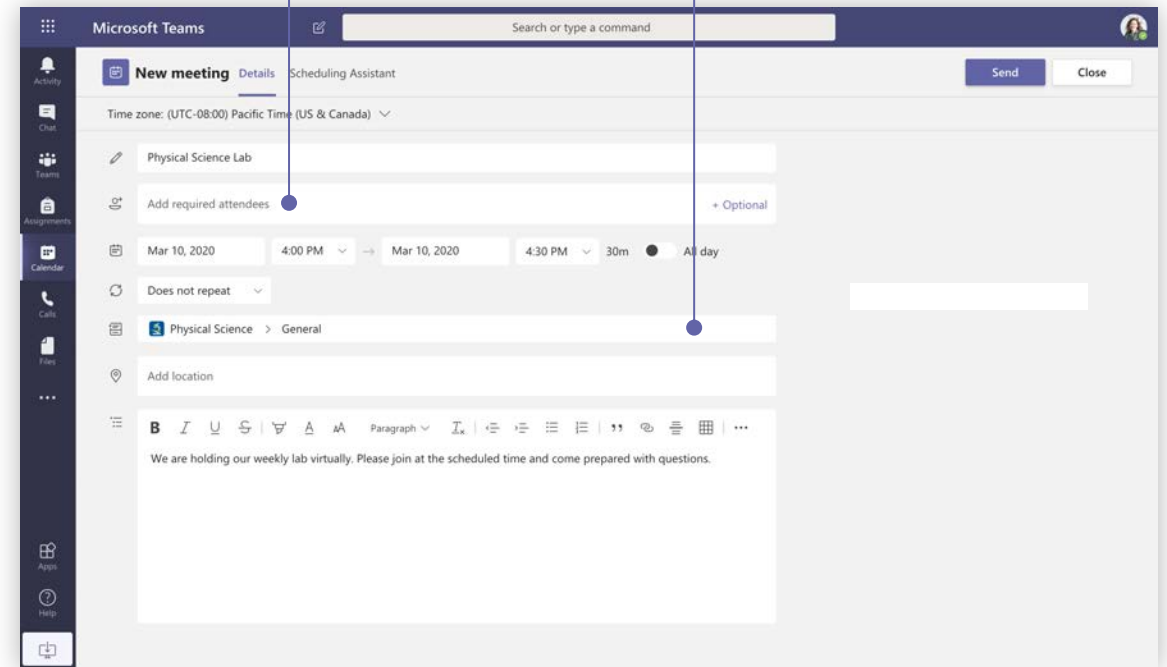 Microsoft Teams
Search or type a command
Activity
Chat
Teams
Assignments
Calendar
Calls
Files
Apps
Help
New meeting Details Scheduling Assistant
Send Close
Time zone: (UTC-08:00) Pacific Time (US & Canada)
Physical Science Lab
Add required attendees + Optional
Mar 10, 2020 4:00 PM → Mar 10, 2020 4:30 PM 30m All day
Does not repeat
Physical Science > General
Add location
B I U S A AA Paragraph Tx
We are holding our weekly lab virtually. Please join at the scheduled time and come prepared with questions.